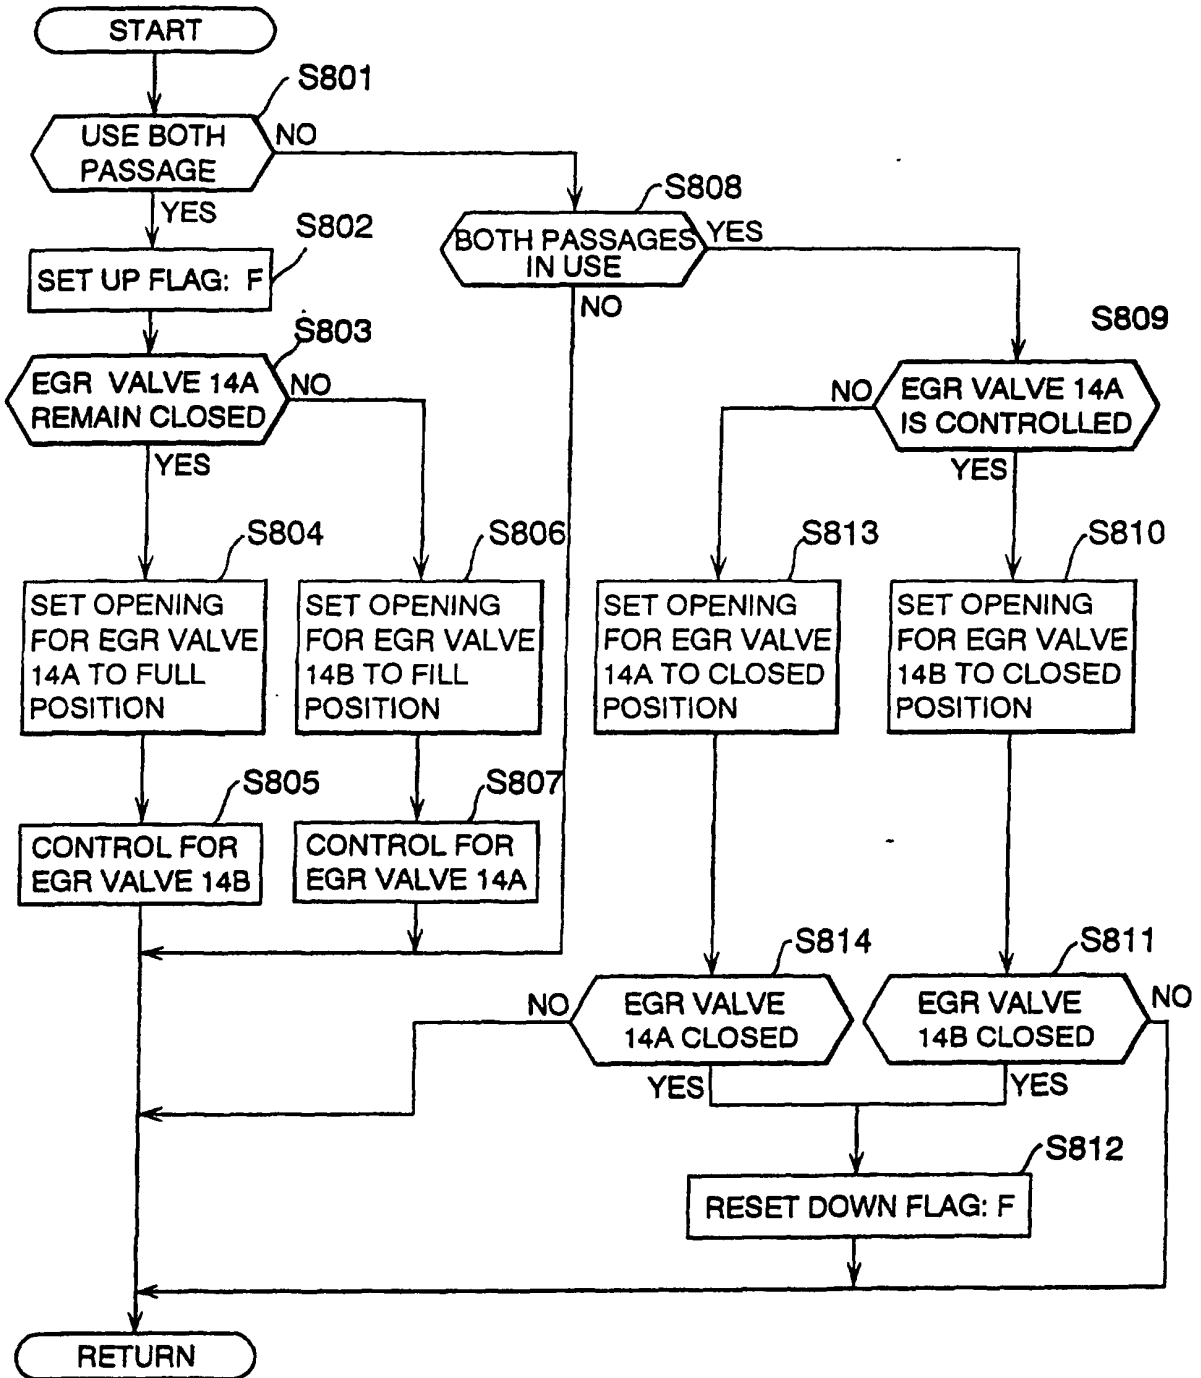 START
S801
USE BOTH
PASSAGE
NO
YES
S808
BOTH PASSAGES
IN USE
YES
NO
S802
SET UP FLAG: F
S803
EGR VALVE 14A
REMAIN CLOSED
NO
YES
S809
EGR VALVE 14A
IS CONTROLLED
NO
YES
S804
SET OPENING
FOR EGR VALVE
14A TO FULL
POSITION
S806
SET OPENING
FOR EGR VALVE
14B TO FILL
POSITION
S813
SET OPENING
FOR EGR VALVE
14A TO CLOSED
POSITION
S810
SET OPENING
FOR EGR VALVE
14B TO CLOSED
POSITION
S805
CONTROL FOR
EGR VALVE 14B
S807
CONTROL FOR
EGR VALVE 14A
S814
EGR VALVE
14A CLOSED
NO
YES
S811
EGR VALVE
14B CLOSED
NO
YES
S812
RESET DOWN FLAG: F
RETURN